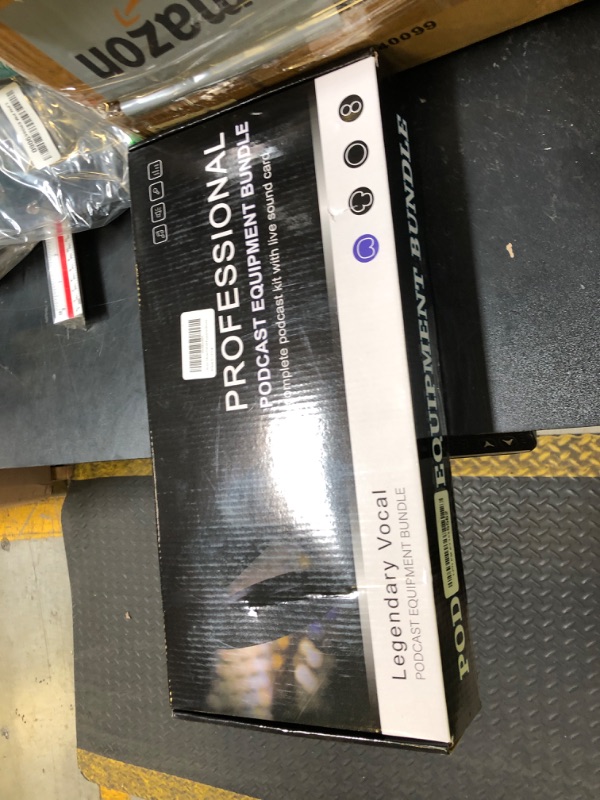 amazon
40099
PROFESSIONAL
PODCAST EQUIPMENT BUNDLE
complete podcast kit with live sound card
Legendary Vocal
PODCAST EQUIPMENT BUNDLE
POD
EQUIPMENT BUNDLE